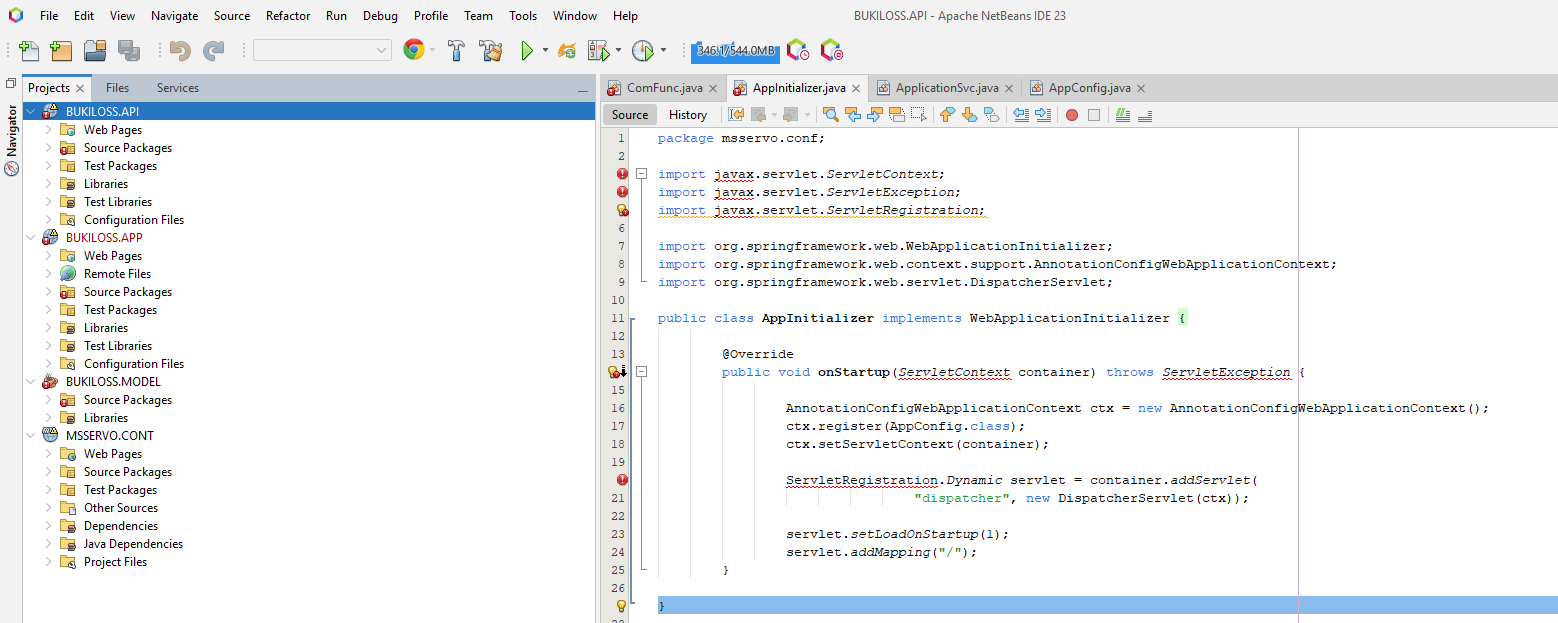 File Edit View Navigate Source Refactor Run Debug Profile Team Tools Window Help
BUKILOSS.API - Apache NetBeans IDE 23
346.1/544.0MB
Projects Files Services
Navigator
BUKILOSS.API
Web Pages
Source Packages
Test Packages
Libraries
Test Libraries
Configuration Files
BUKILOSS.APP
Web Pages
Remote Files
Source Packages
Test Packages
Libraries
Test Libraries
Configuration Files
BUKILOSS.MODEL
Source Packages
Libraries
MSSERVO.CONT
Web Pages
Source Packages
Test Packages
Other Sources
Dependencies
Java Dependencies
Project Files
ComFunc.java AppInitializer.java ApplicationSvc.java AppConfig.java
Source History
1 package msservo.conf;
2
import javax.servlet.ServletContext;
import javax.servlet.ServletException;
import javax.servlet.ServletRegistration;
6
7 import org.springframework.web.WebApplicationInitializer;
8 import org.springframework.web.context.support.AnnotationConfigWebApplicationContext;
9 import org.springframework.web.servlet.DispatcherServlet;
10
11 public class AppInitializer implements WebApplicationInitializer {
12
13 @Override
public void onStartup(ServletContext container) throws ServletException {
15
16 AnnotationConfigWebApplicationContext ctx = new AnnotationConfigWebApplicationContext();
17 ctx.register(AppConfig.class);
18 ctx.setServletContext(container);
19
ServletRegistration.Dynamic servlet = container.addServlet(
21 "dispatcher", new DispatcherServlet(ctx));
22
23 servlet.setLoadOnStartup(1);
24 servlet.addMapping("/");
25 }
26
}